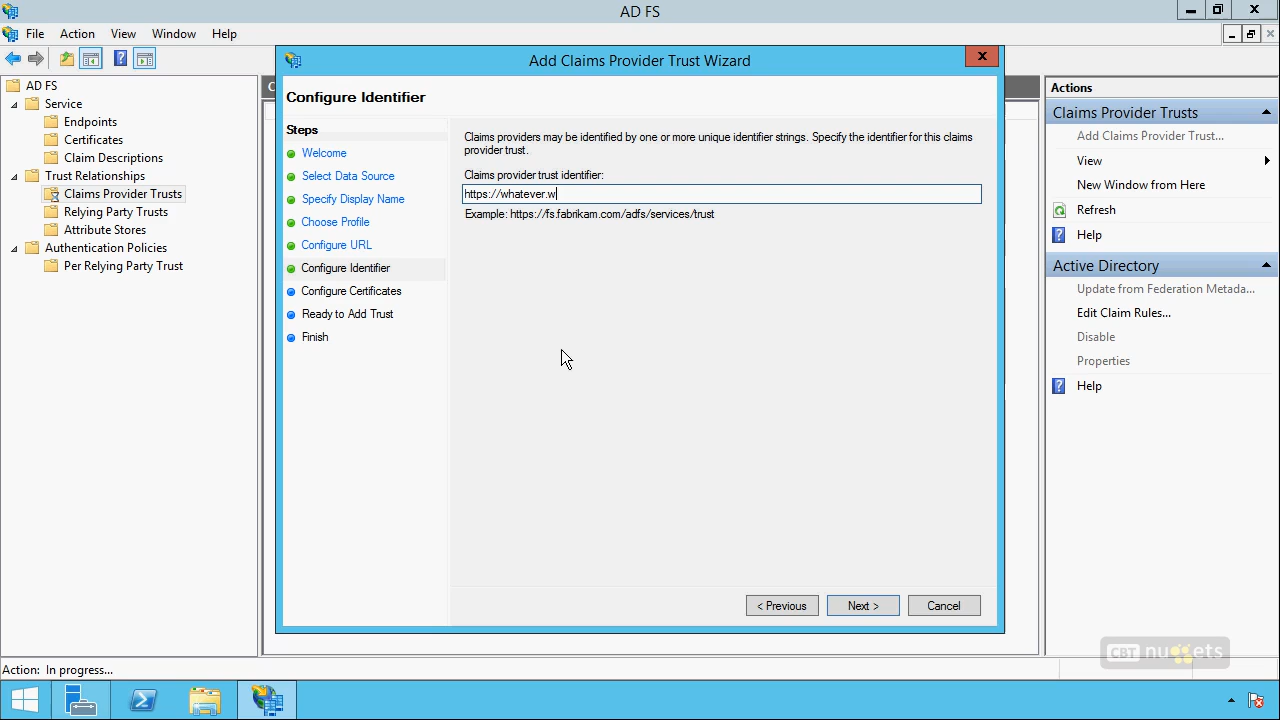 AD FS
File Action View Window Help
AD FS
Service
Endpoints
Certificates
Claim Descriptions
Trust Relationships
Claims Provider Trusts
Relying Party Trusts
Attribute Stores
Authentication Policies
Per Relying Party Trust
Add Claims Provider Trust Wizard
Configure Identifier
Steps
Welcome
Select Data Source
Specify Display Name
Choose Profile
Configure URL
Configure Identifier
Configure Certificates
Ready to Add Trust
Finish
Claims providers may be identified by one or more unique identifier strings. Specify the identifier for this claims
provider trust.
Claims provider trust identifier:
https://whatever.w
Example: https://fs.fabrikam.com/adfs/services/trust
< Previous Next > Cancel
Actions
Claims Provider Trusts
Add Claims Provider Trust...
View
New Window from Here
Refresh
Help
Active Directory
Update from Federation Metada...
Edit Claim Rules...
Disable
Properties
Help
Action: In progress...
CBT nuggets